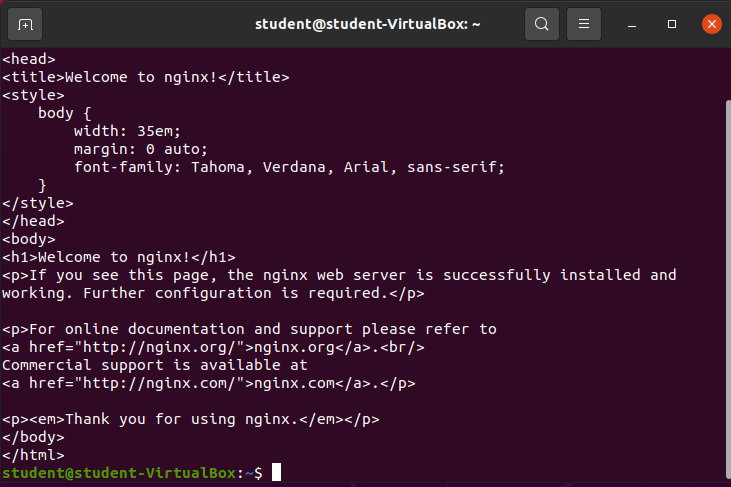 student@student-VirtualBox: ~
<head>
<title>Welcome to nginx!</title>
<style>
    body {
        width: 35em;
        margin: 0 auto;
        font-family: Tahoma, Verdana, Arial, sans-serif;
    }
</style>
</head>
<body>
<h1>Welcome to nginx!</h1>
<p>If you see this page, the nginx web server is successfully installed and
working. Further configuration is required.</p>

<p>For online documentation and support please refer to
<a href="http://nginx.org/">nginx.org</a>.<br/>
Commercial support is available at
<a href="http://nginx.com/">nginx.com</a>.</p>

<p><em>Thank you for using nginx.</em></p>
</body>
</html>
student@student-VirtualBox:~$